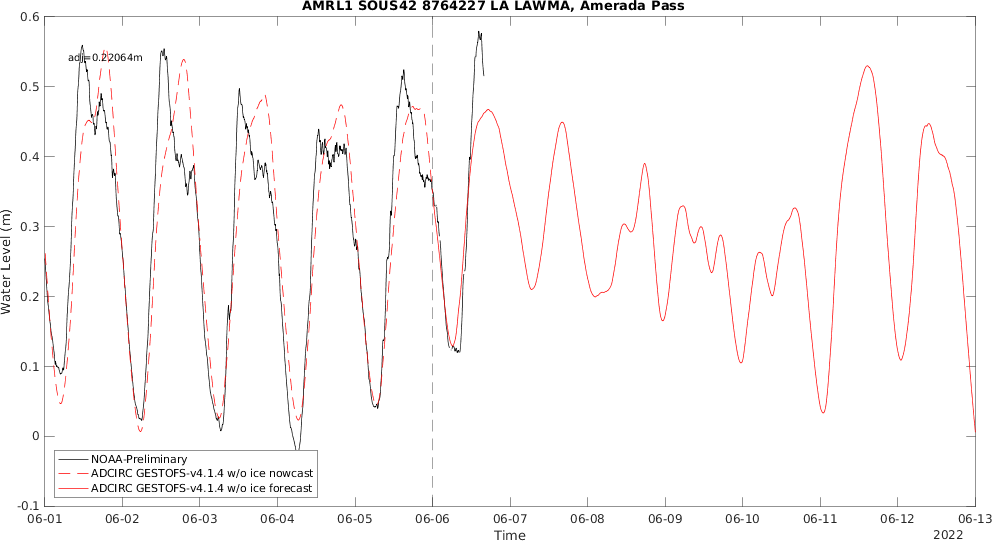 AMRL1 SOUS42 8764227 LA LAWMA, Amerada Pass
0.6
adj=0.22064m
0.5
0.4
0.3
0.2
0.1
0
-0.1
Water Level (m)
NOAA-Preliminary
ADCIRC GESTOFS-v4.1.4 w/o ice nowcast
ADCIRC GESTOFS-v4.1.4 w/o ice forecast
06-01 06-02 06-03 06-04 06-05 06-06 06-07 06-08 06-09 06-10 06-11 06-12 06-13
Time
2022